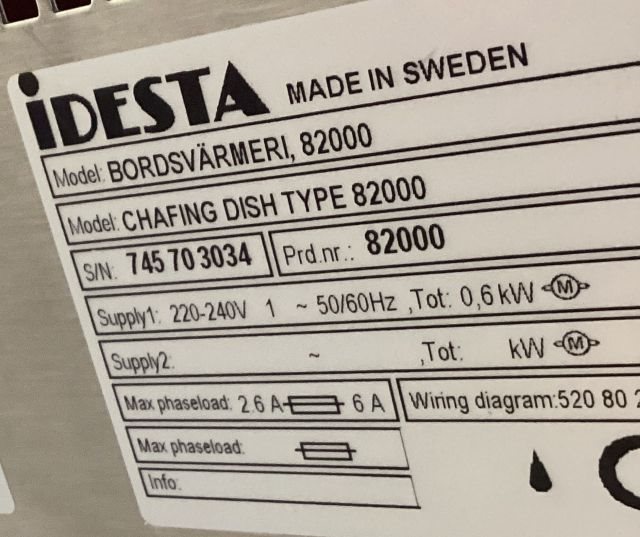 iDESTA MADE IN SWEDEN
Model: BORDSVÄRMERI, 82000
Model: CHAFING DISH TYPE 82000
S/N: 745 70 3034 Prd.nr.: 82000
Supply1: 220-240V 1 ~ 50/60Hz ,Tot: 0,6 kW M
Supply2: ~ ,Tot: kW M
Max phaseload: 2.6 A 6 A Wiring diagram:520 80
Max phaseload:
Info: